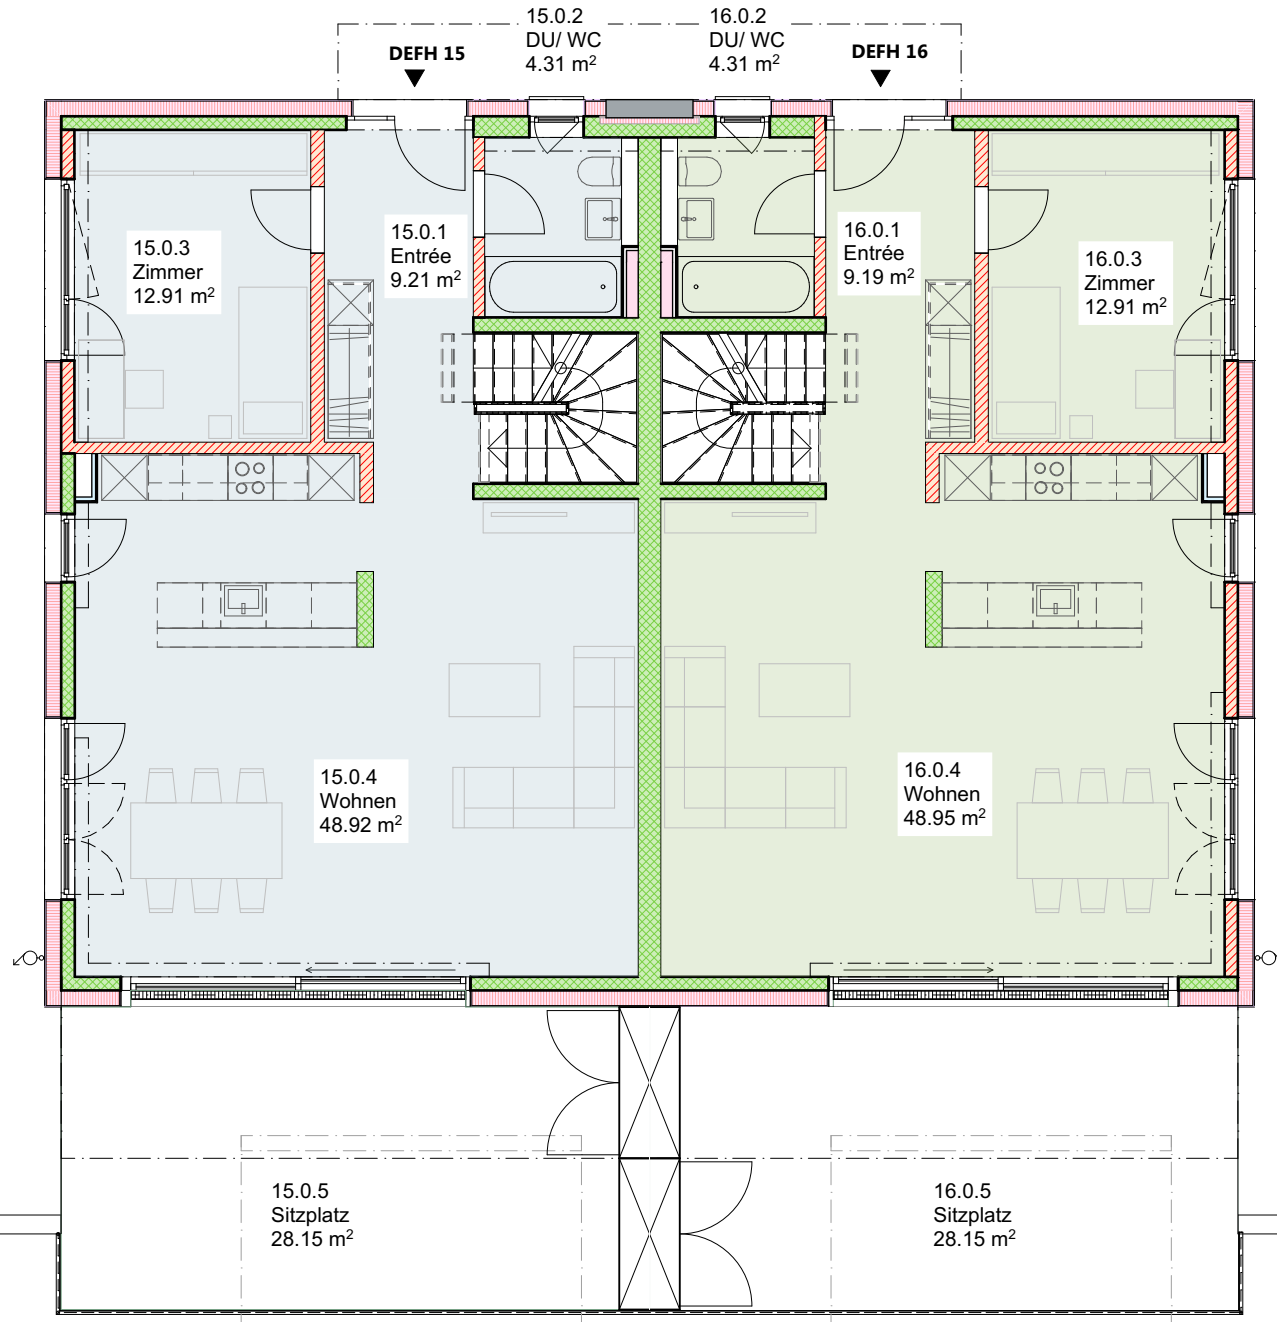 15.0.2
DU/ WC
4.31 m²
16.0.2
DU/ WC
4.31 m²
DEFH 15
DEFH 16
15.0.3
Zimmer
12.91 m²
15.0.1
Entrée
9.21 m²
16.0.1
Entrée
9.19 m²
16.0.3
Zimmer
12.91 m²
15.0.4
Wohnen
48.92 m²
16.0.4
Wohnen
48.95 m²
15.0.5
Sitzplatz
28.15 m²
16.0.5
Sitzplatz
28.15 m²